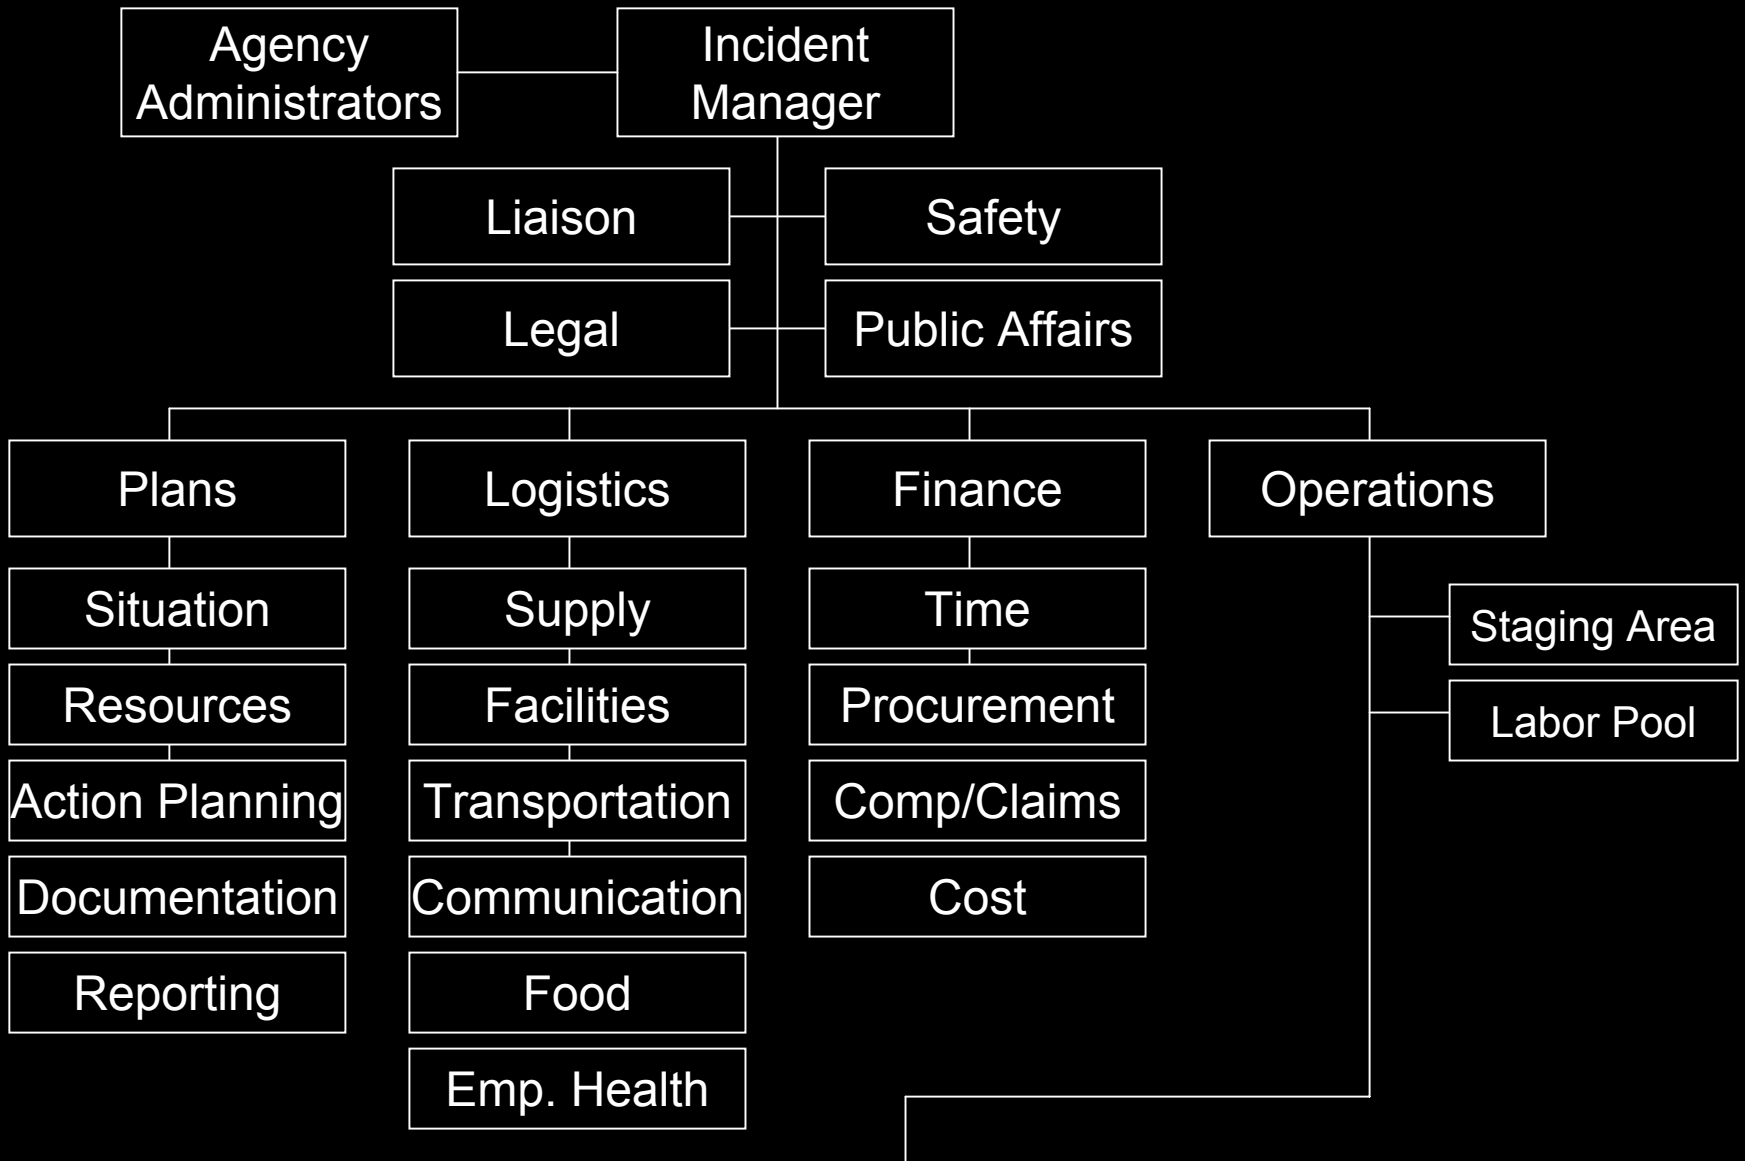 Agency
Administrators
Incident
Manager
Liaison
Safety
Legal
Public Affairs
Plans
Logistics
Finance
Operations
Situation
Supply
Time
Staging Area
Resources
Facilities
Procurement
Labor Pool
Action Planning
Transportation
Comp/Claims
Documentation
Communication
Cost
Reporting
Food
Emp. Health